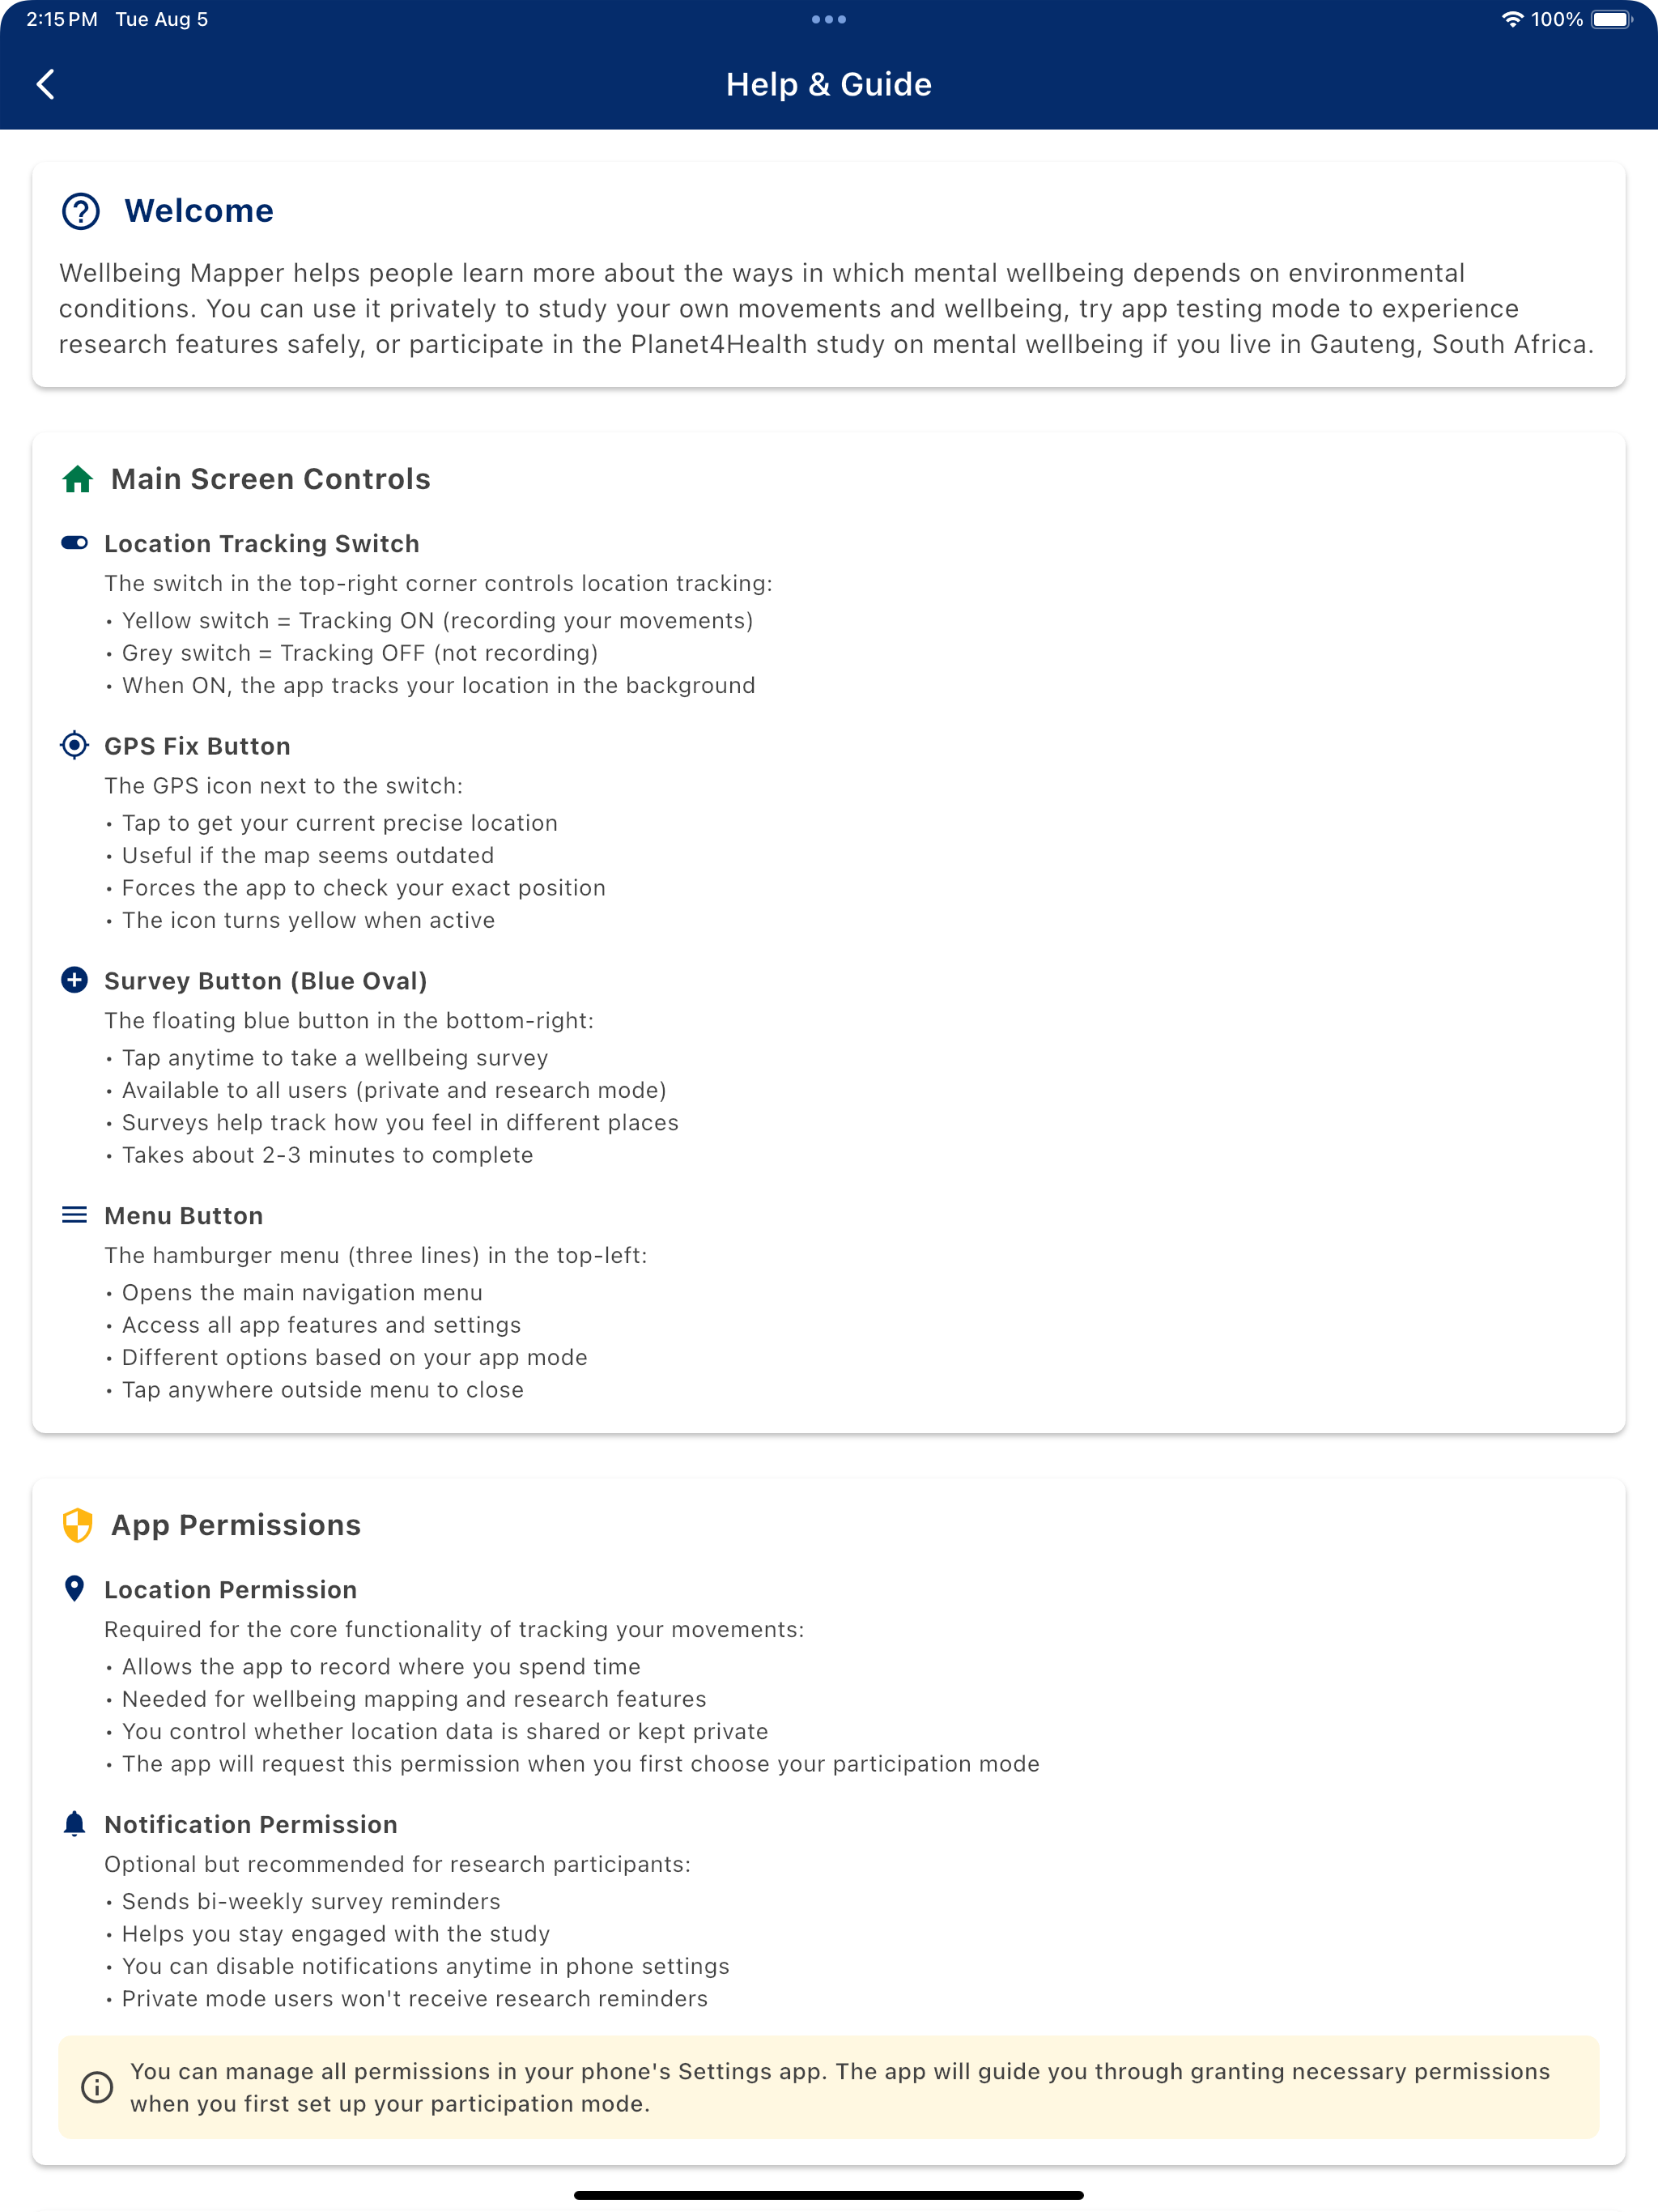 2:15 PM Tue Aug 5
100%
Help & Guide
Welcome
Wellbeing Mapper helps people learn more about the ways in which mental wellbeing depends on environmental
conditions. You can use it privately to study your own movements and wellbeing, try app testing mode to experience
research features safely, or participate in the Planet4Health study on mental wellbeing if you live in Gauteng, South Africa.
Main Screen Controls
Location Tracking Switch
The switch in the top-right corner controls location tracking:
• Yellow switch = Tracking ON (recording your movements)
• Grey switch = Tracking OFF (not recording)
• When ON, the app tracks your location in the background
GPS Fix Button
The GPS icon next to the switch:
• Tap to get your current precise location
• Useful if the map seems outdated
• Forces the app to check your exact position
• The icon turns yellow when active
Survey Button (Blue Oval)
The floating blue button in the bottom-right:
• Tap anytime to take a wellbeing survey
• Available to all users (private and research mode)
• Surveys help track how you feel in different places
• Takes about 2-3 minutes to complete
Menu Button
The hamburger menu (three lines) in the top-left:
• Opens the main navigation menu
• Access all app features and settings
• Different options based on your app mode
• Tap anywhere outside menu to close
App Permissions
Location Permission
Required for the core functionality of tracking your movements:
• Allows the app to record where you spend time
• Needed for wellbeing mapping and research features
• You control whether location data is shared or kept private
• The app will request this permission when you first choose your participation mode
Notification Permission
Optional but recommended for research participants:
• Sends bi-weekly survey reminders
• Helps you stay engaged with the study
• You can disable notifications anytime in phone settings
• Private mode users won't receive research reminders
You can manage all permissions in your phone's Settings app. The app will guide you through granting necessary permissions
when you first set up your participation mode.